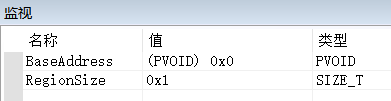 监视
名称 值 类型
BaseAddress (PVOID) 0x0 PVOID
RegionSize 0x1 SIZE_T